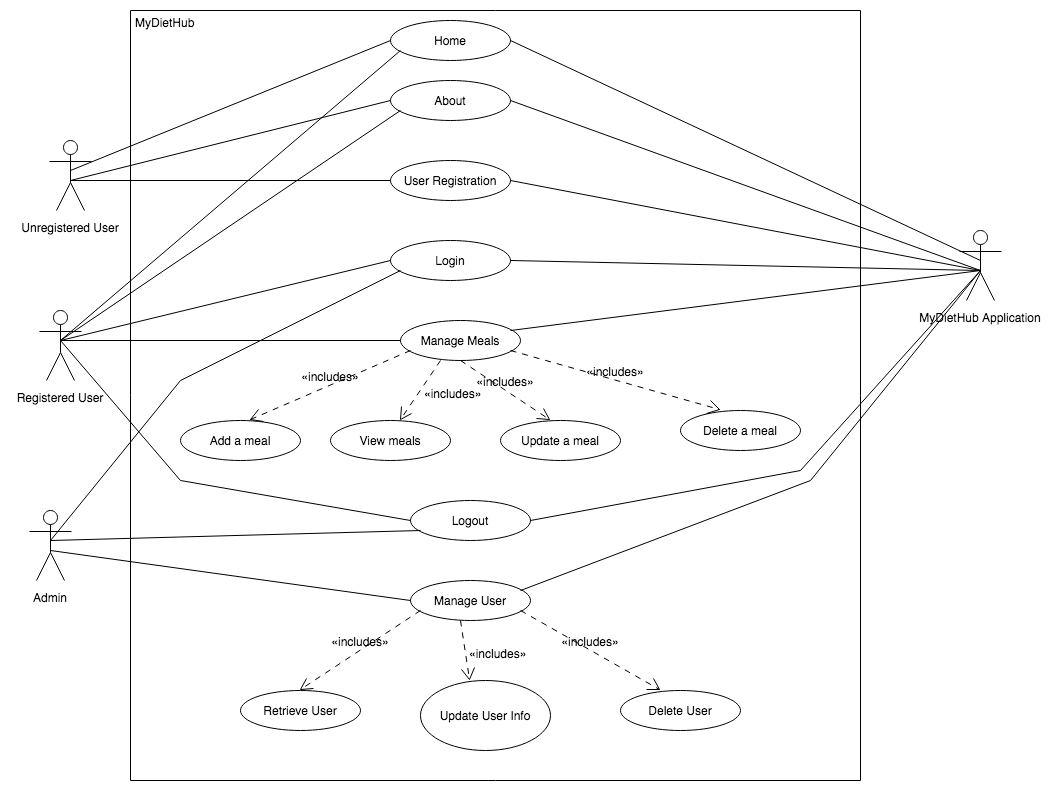 MyDietHub
Home
About
User Registration
Unregistered User
Login
MyDietHub Application
Manage Meals
«includes»
«includes»
«includes»
«includes»
Registered User
Add a meal
View meals
Update a meal
Delete a meal
Logout
Admin
Manage User
«includes»
«includes»
«includes»
Retrieve User
Update User Info
Delete User